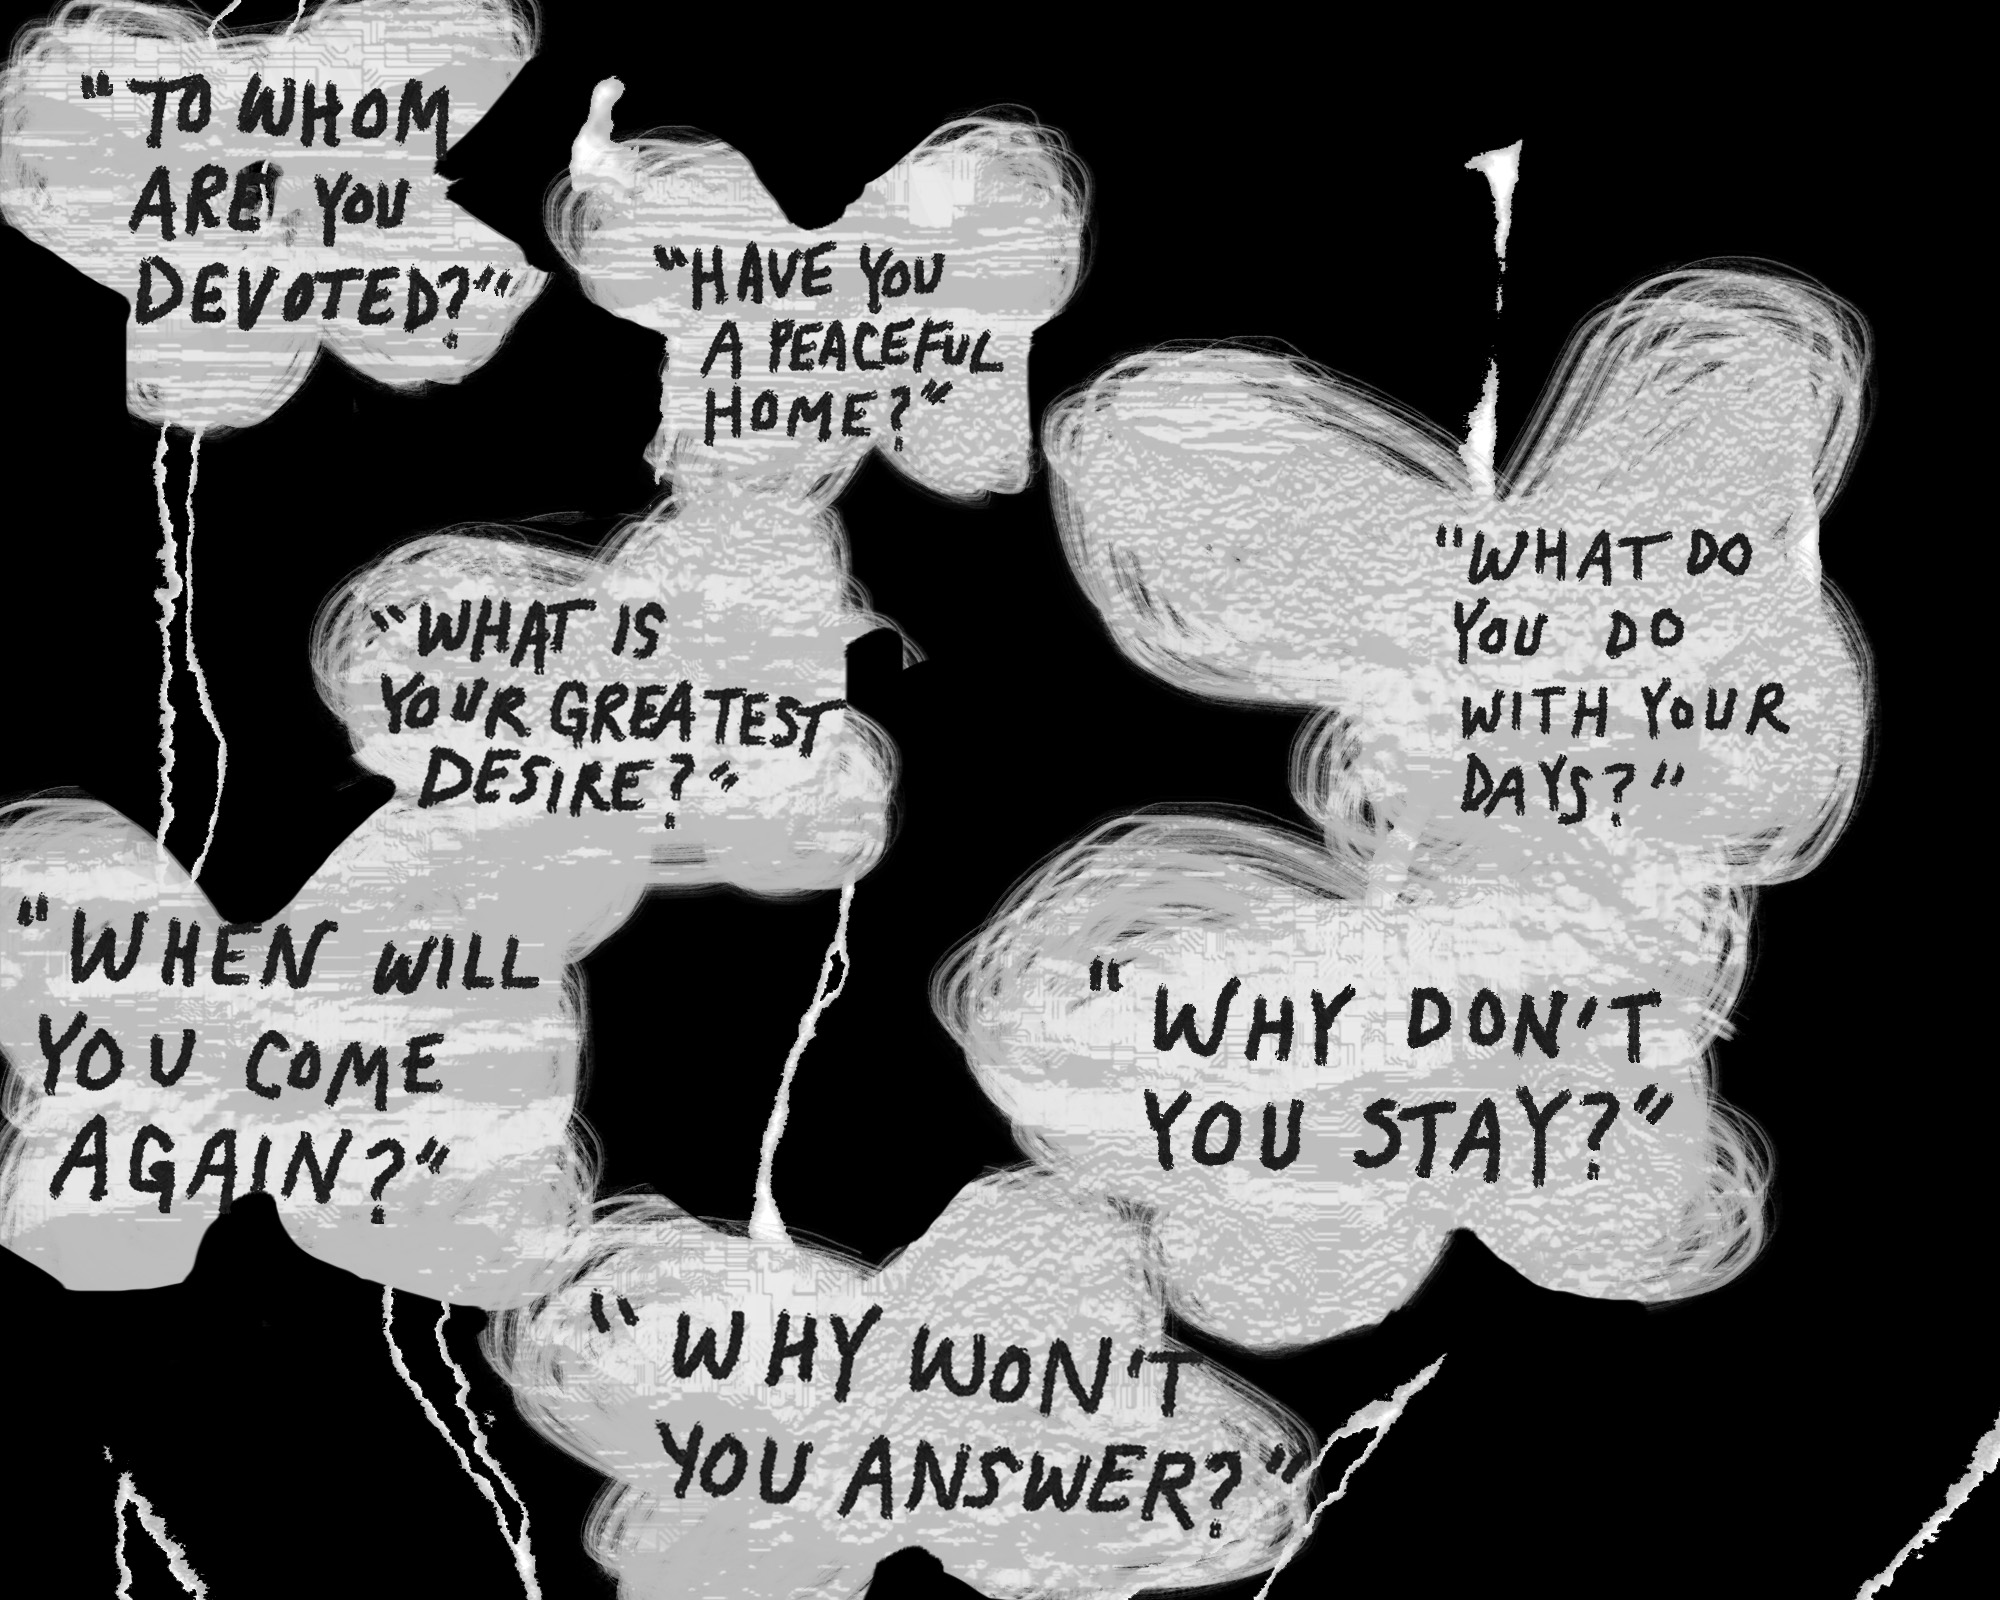 "TO WHOM
ARE YOU
DEVOTED?"
"HAVE YOU
A PEACEFUL
HOME?"
"WHAT DO
YOU DO
WITH YOUR
DAYS?"
"WHAT IS
YOUR GREATEST
DESIRE?"
"WHEN WILL
YOU COME
AGAIN?"
"WHY DON'T
YOU STAY?"
"WHY WON'T
YOU ANSWER?"